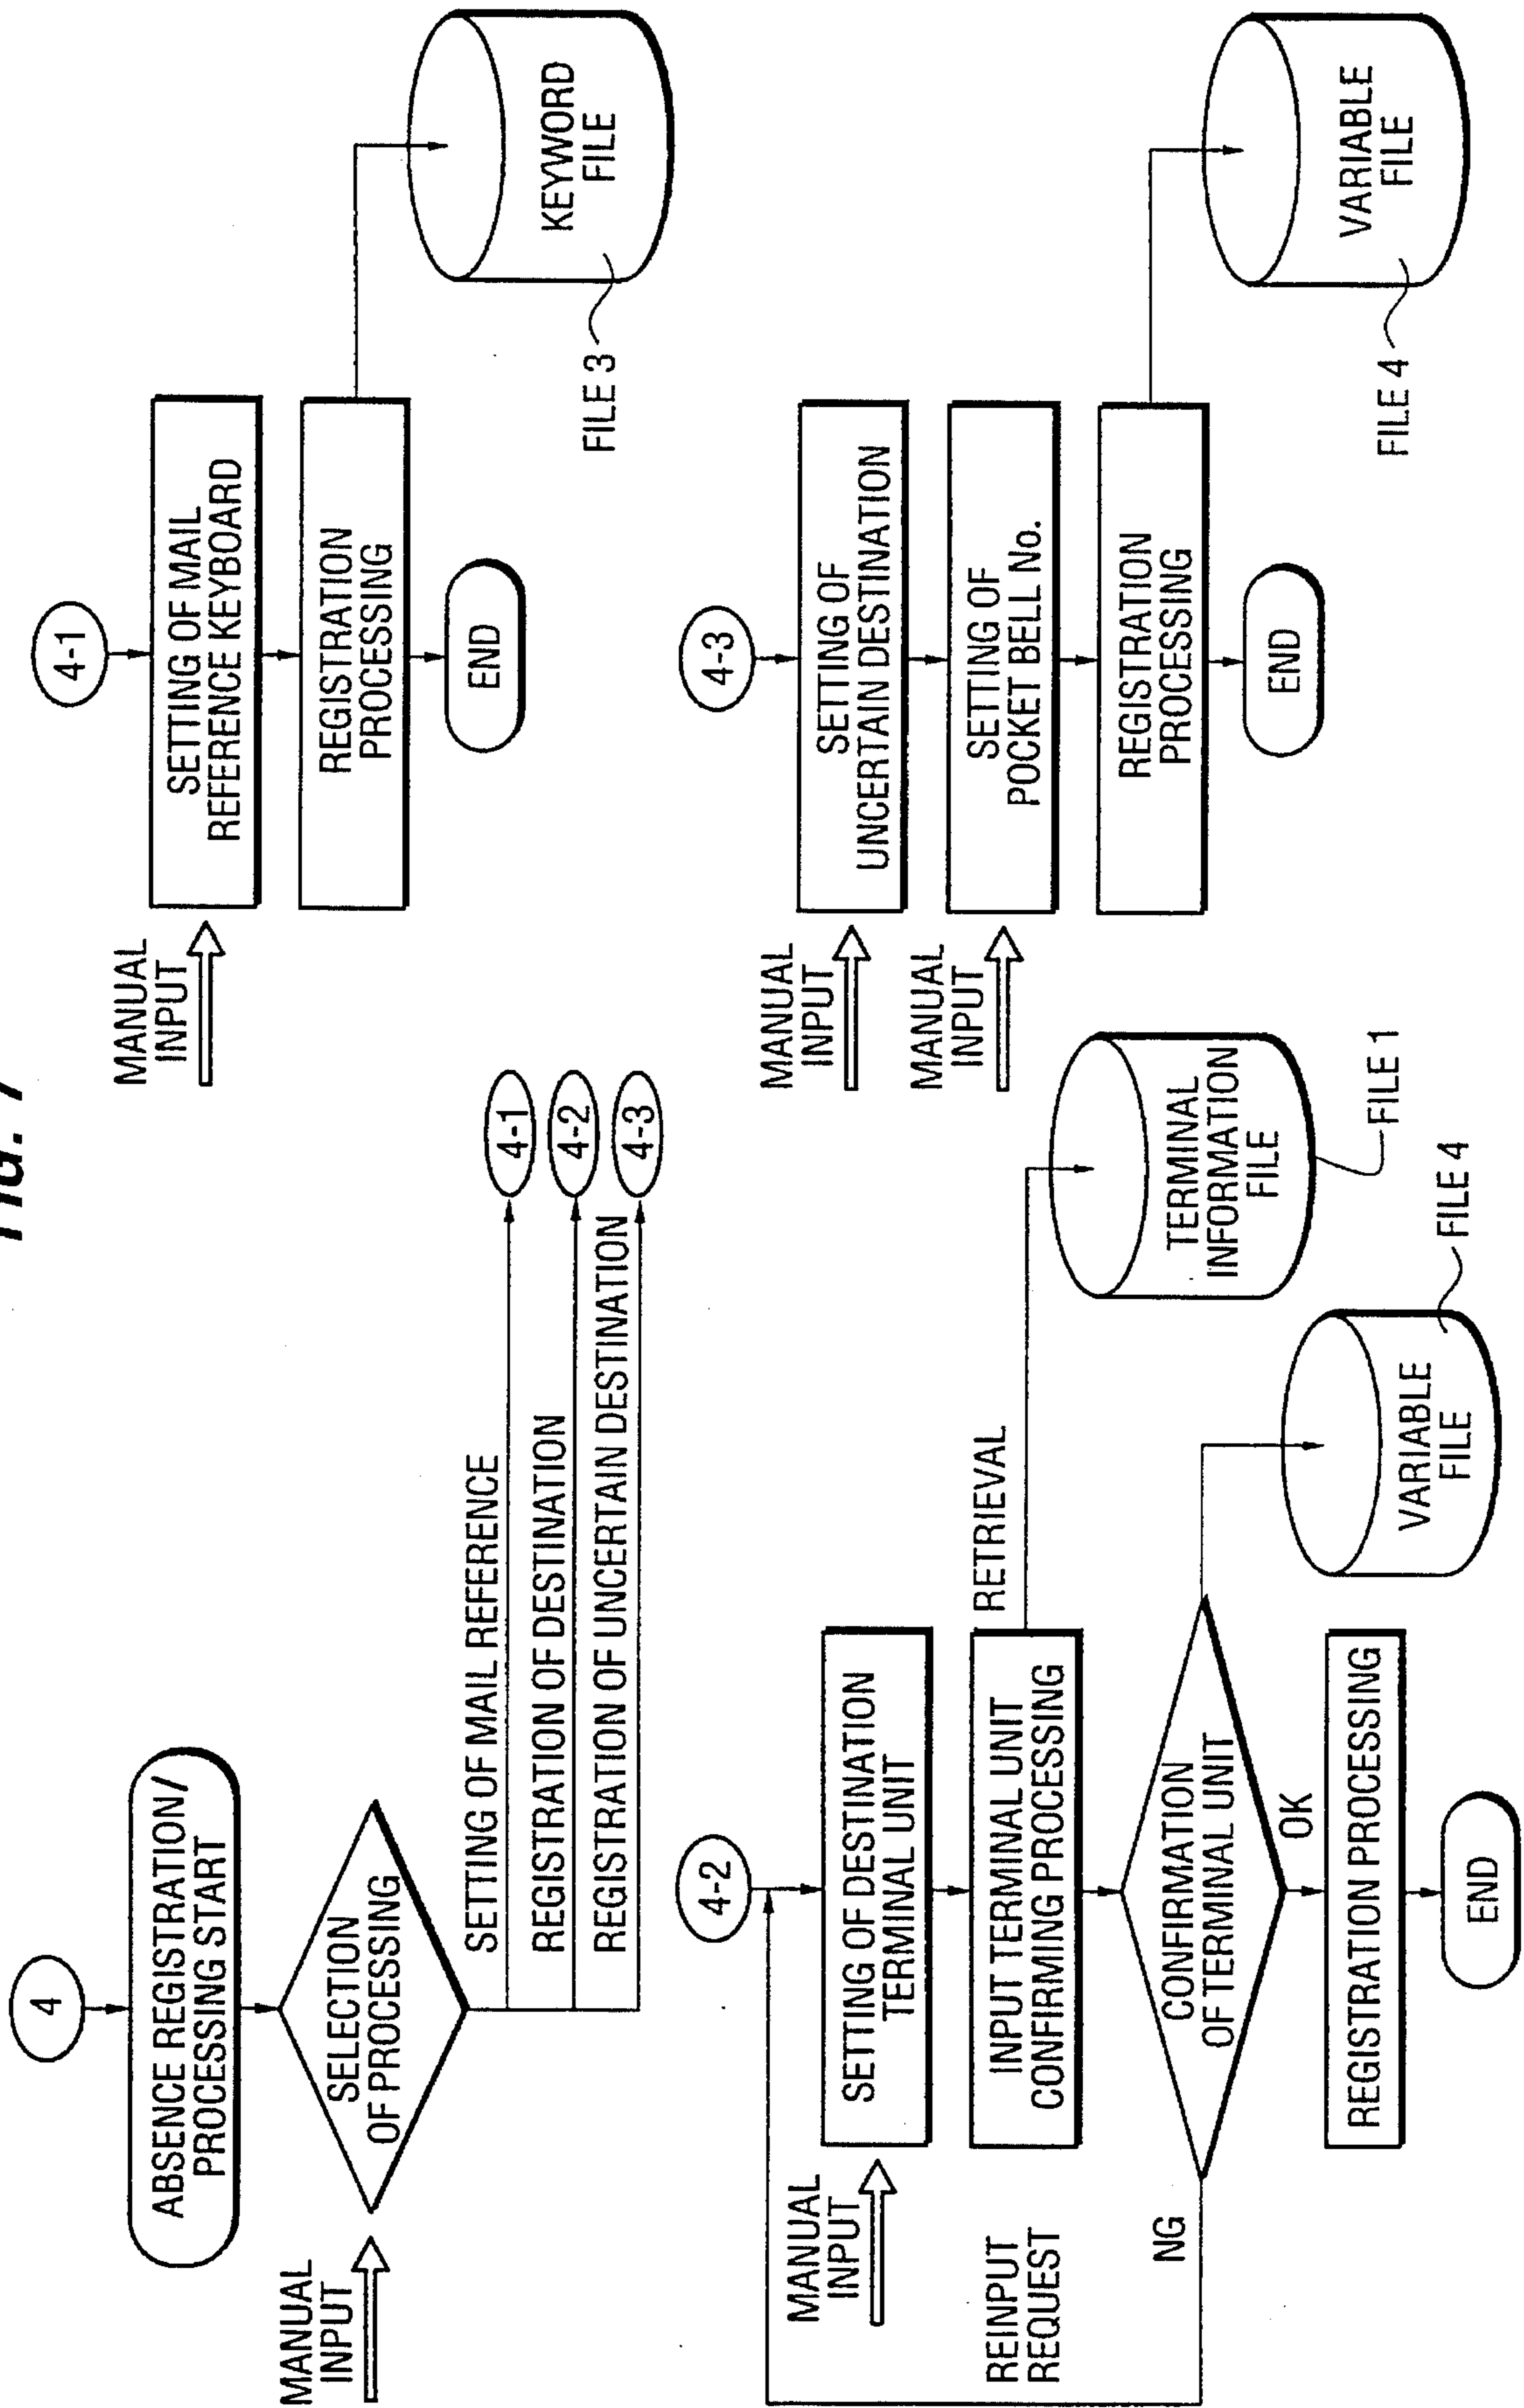 FIG. 7
4
ABSENCE REGISTRATION/
PROCESSING START
MANUAL
INPUT
SELECTION
OF PROCESSING
SETTING OF MAIL REFERENCE
4-1
REGISTRATION OF DESTINATION
4-2
REGISTRATION OF UNCERTAIN DESTINATION
4-3
4-1
MANUAL
INPUT
SETTING OF MAIL
REFERENCE KEYBOARD
REGISTRATION
PROCESSING
END
KEYWORD
FILE
FILE 3
4-2
MANUAL
INPUT
SETTING OF DESTINATION
TERMINAL UNIT
REINPUT
REQUEST
INPUT TERMINAL UNIT
CONFIRMING PROCESSING
RETRIEVAL
TERMINAL
INFORMATION
FILE
FILE 1
NG
CONFIRMATION
OF TERMINAL UNIT
OK
VARIABLE
FILE
FILE 4
REGISTRATION PROCESSING
END
4-3
MANUAL
INPUT
SETTING OF
UNCERTAIN DESTINATION
MANUAL
INPUT
SETTING OF
POCKET BELL No.
REGISTRATION
PROCESSING
END
VARIABLE
FILE
FILE 4